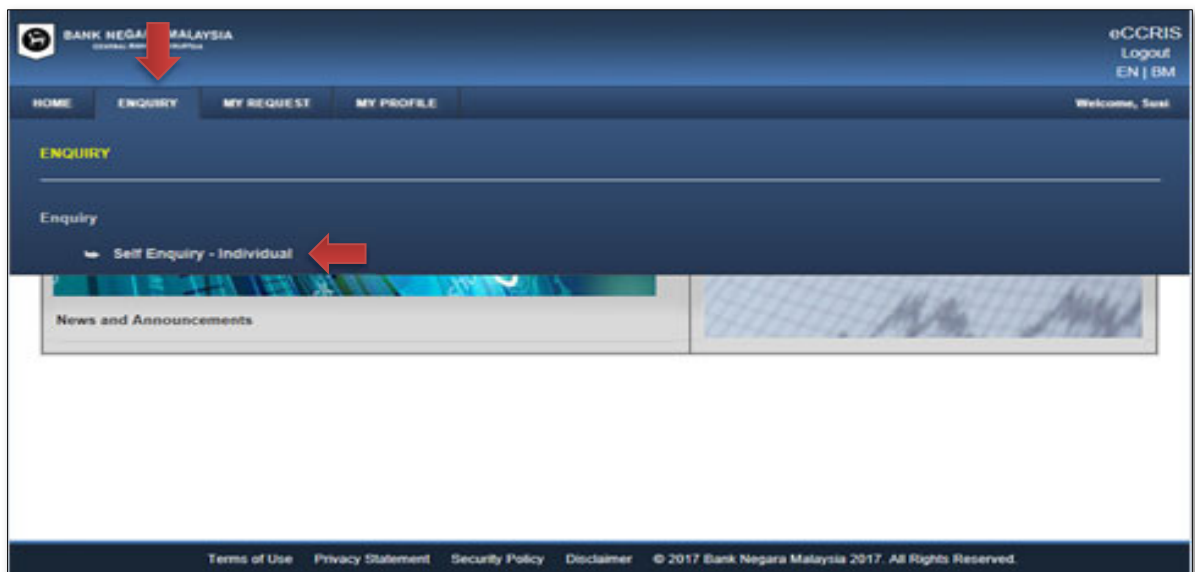 BANK NEGARA MALAYSIA
eCCRIS
Logout
EN | BM
HOME ENQUIRY MY REQUEST MY PROFILE Welcome, Susi
ENQUIRY
Enquiry
Self Enquiry - Individual
News and Announcements
Terms of Use Privacy Statement Security Policy Disclaimer © 2017 Bank Negara Malaysia 2017. All Rights Reserved.